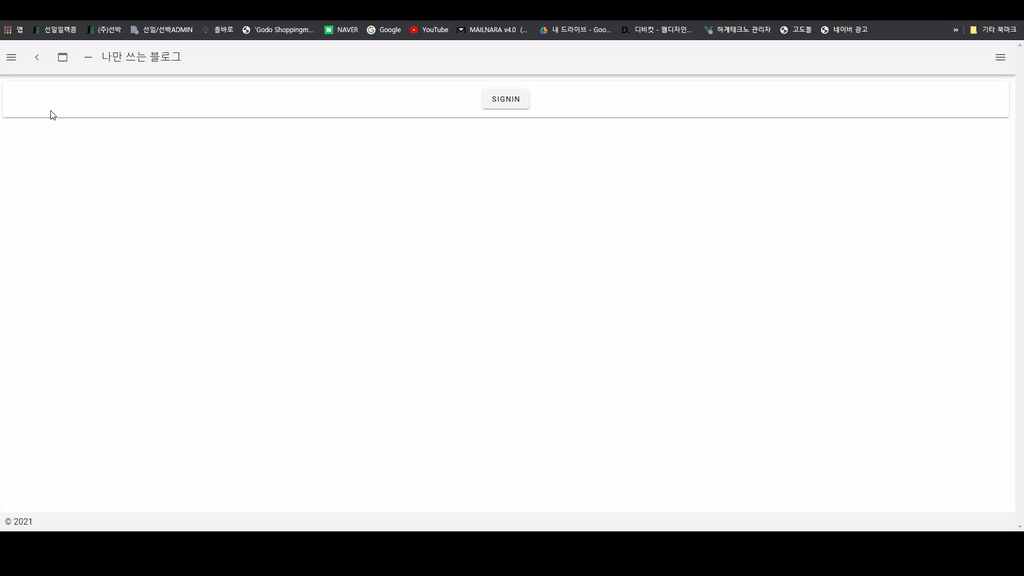 앱 선일일렉콤 (주)선박 선일/선박ADMIN 올바로 'Godo Shoppingm... NAVER Google YouTube MAILNARA v4.0 (... 내 드라이브 - Goo... D. 디비컷 - 웹디자인... 하게테크노 관리자 고도몰 네이버 광고 » 기타 북마크
나만 쓰는 블로그
SIGNIN
© 2021